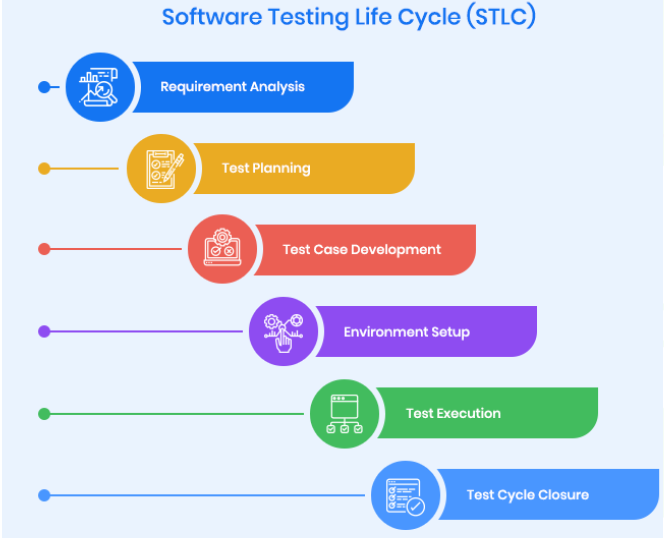 Software Testing Life Cycle (STLC)
Requirement Analysis
Test Planning
Test Case Development
Environment Setup
Test Execution
Test Cycle Closure